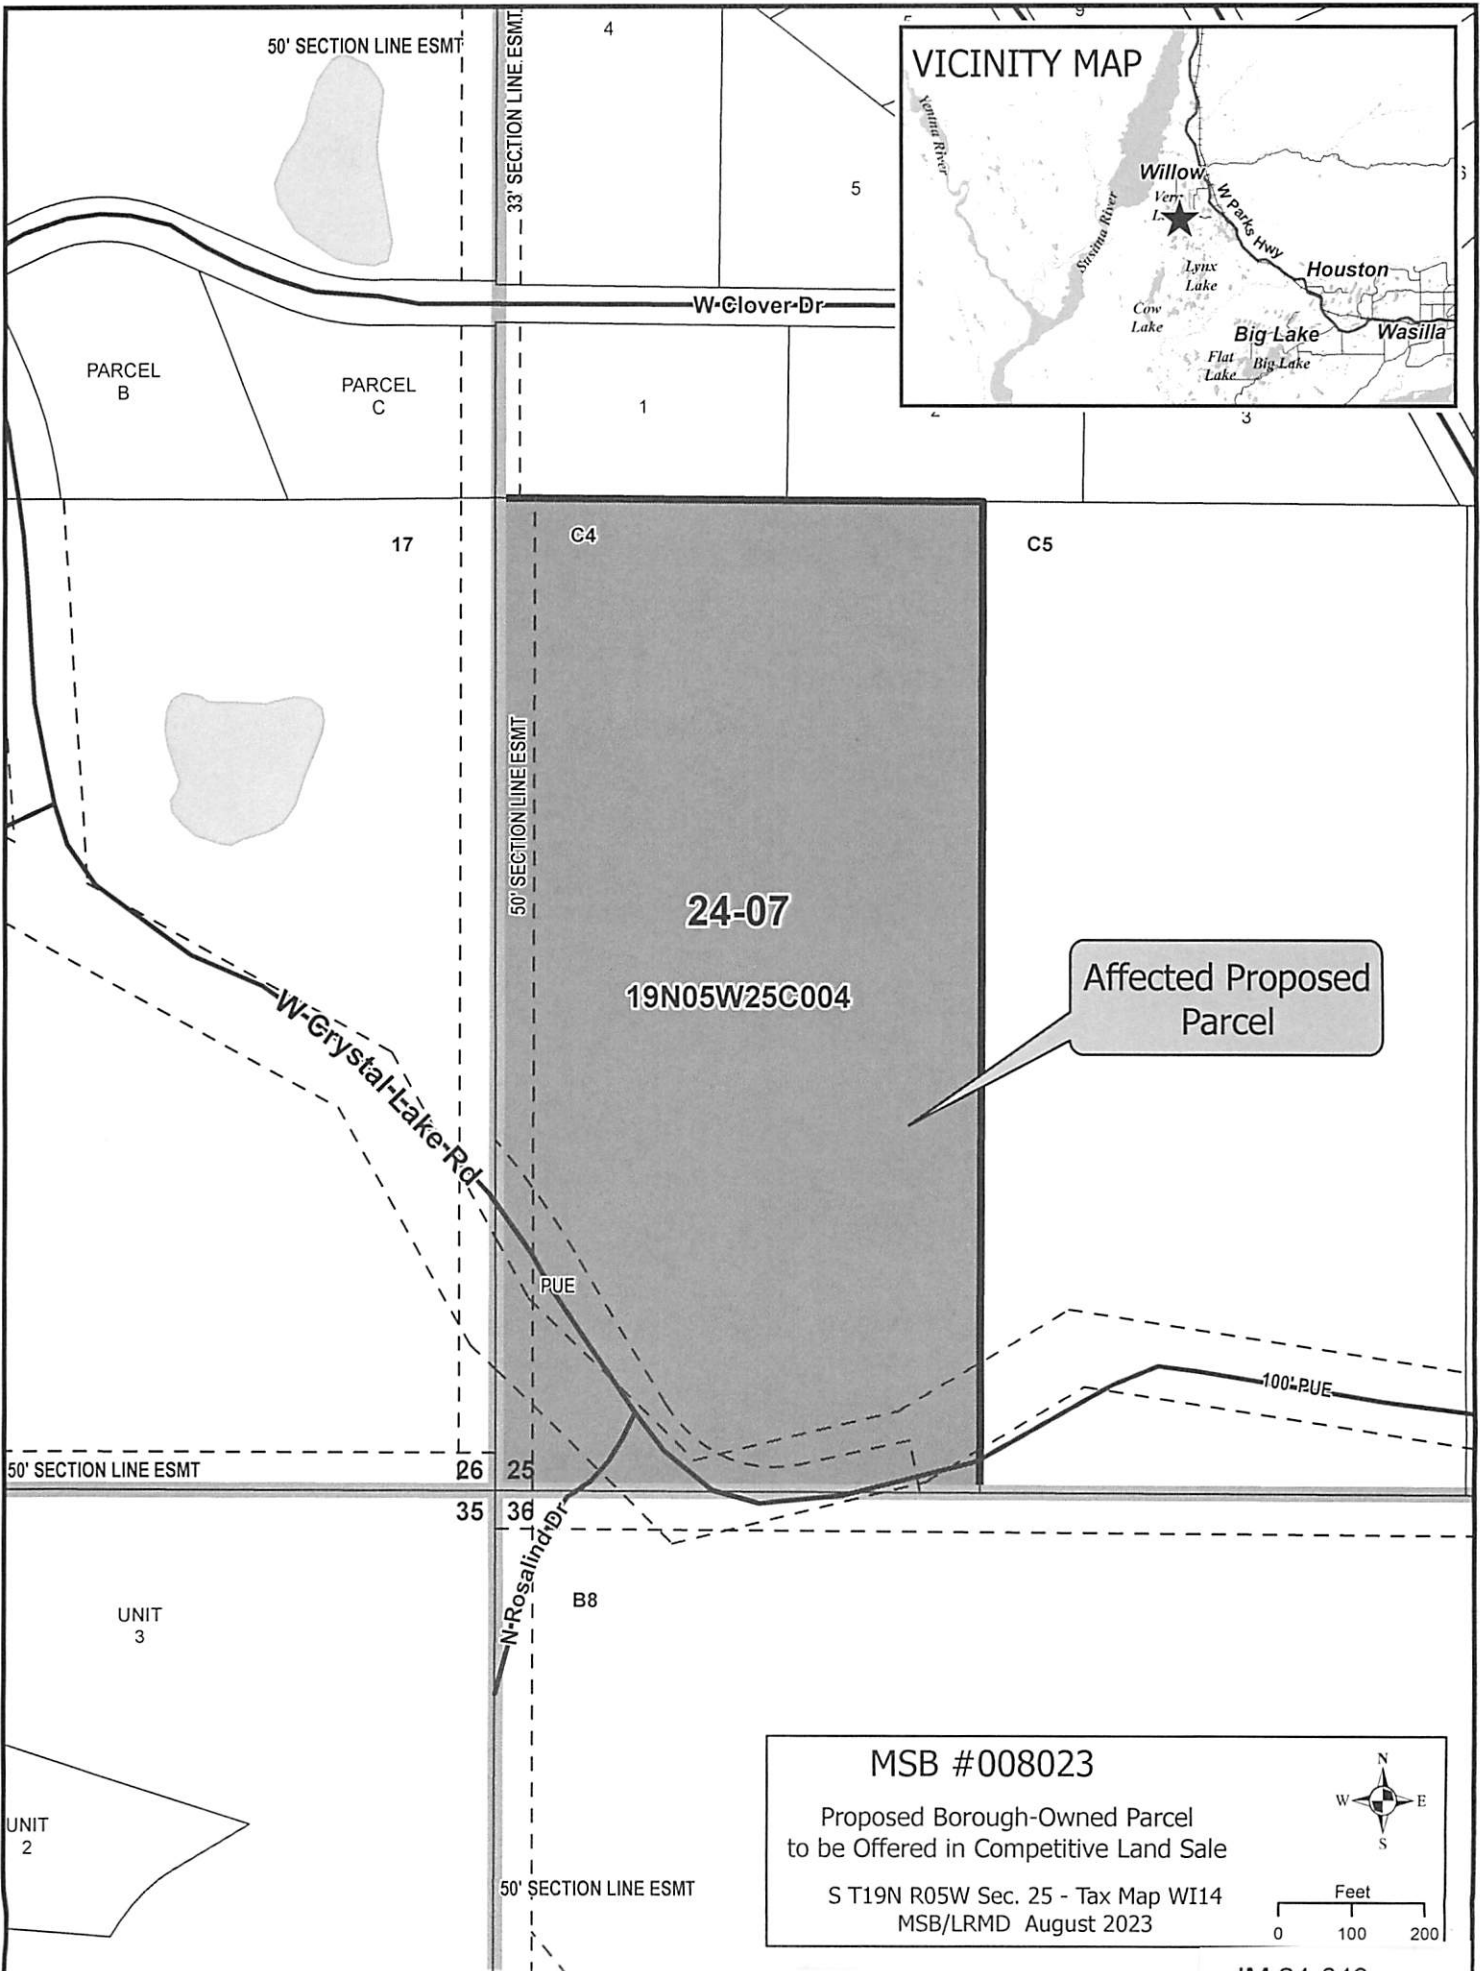 50' SECTION LINE ESMT
33' SECTION LINE ESMT
4
5
9
VICINITY MAP
Yentna River
Willow
W Parks Hwy
Susitna River
Lynx
Lake
Cow
Lake
Houston
Big Lake
Wasilla
Flat
Lake
Big Lake
W Clover Dr
PARCEL
B
PARCEL
C
1
2
3
17
C4
C5
50' SECTION LINE ESMT
24-07
19N05W25C004
Affected Proposed
Parcel
W Crystal Lake Rd
PUE
100' PUE
50' SECTION LINE ESMT
26
25
35
36
N Rosalind Dr
B8
UNIT
3
UNIT
2
50' SECTION LINE ESMT
MSB #008023
Proposed Borough-Owned Parcel
to be Offered in Competitive Land Sale
S T19N R05W Sec. 25 - Tax Map WI14
MSB/LRMD August 2023
N
W
E
S
Feet
0 100 200